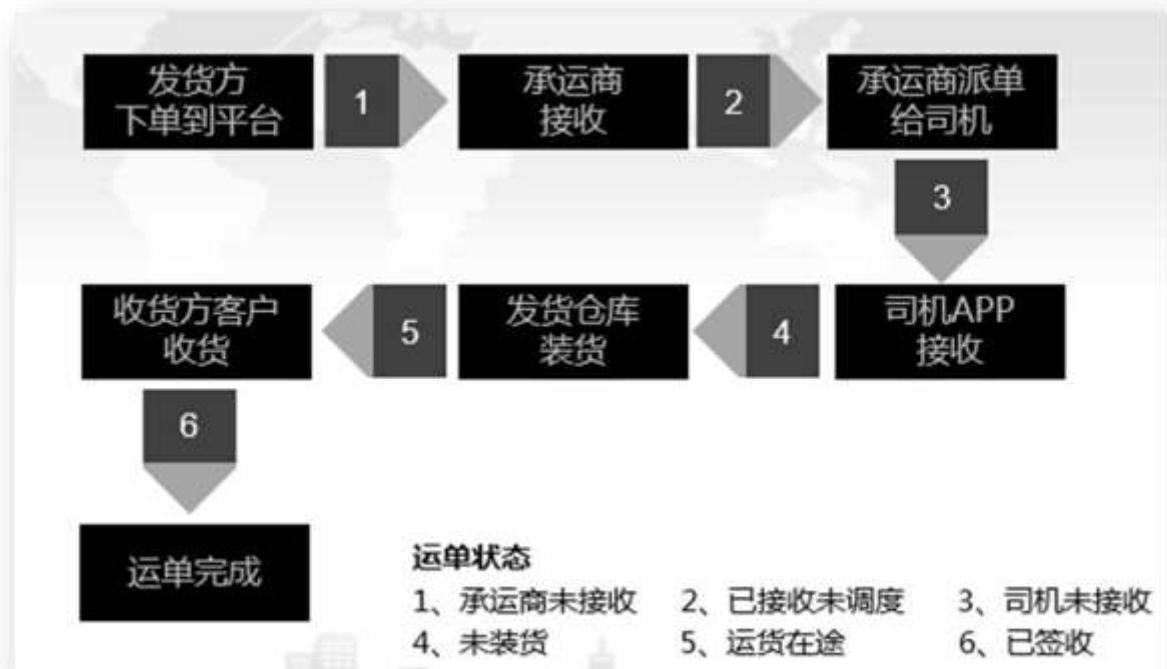 发货方
下单到平台
1
承运商
接收
2
承运商派单
给司机
3
司机APP
接收
4
发货仓库
装货
5
收货方客户
收货
6
运单完成
运单状态
1、承运商未接收 2、已接收未调度 3、司机未接收
4、未装货 5、运货在途 6、已签收